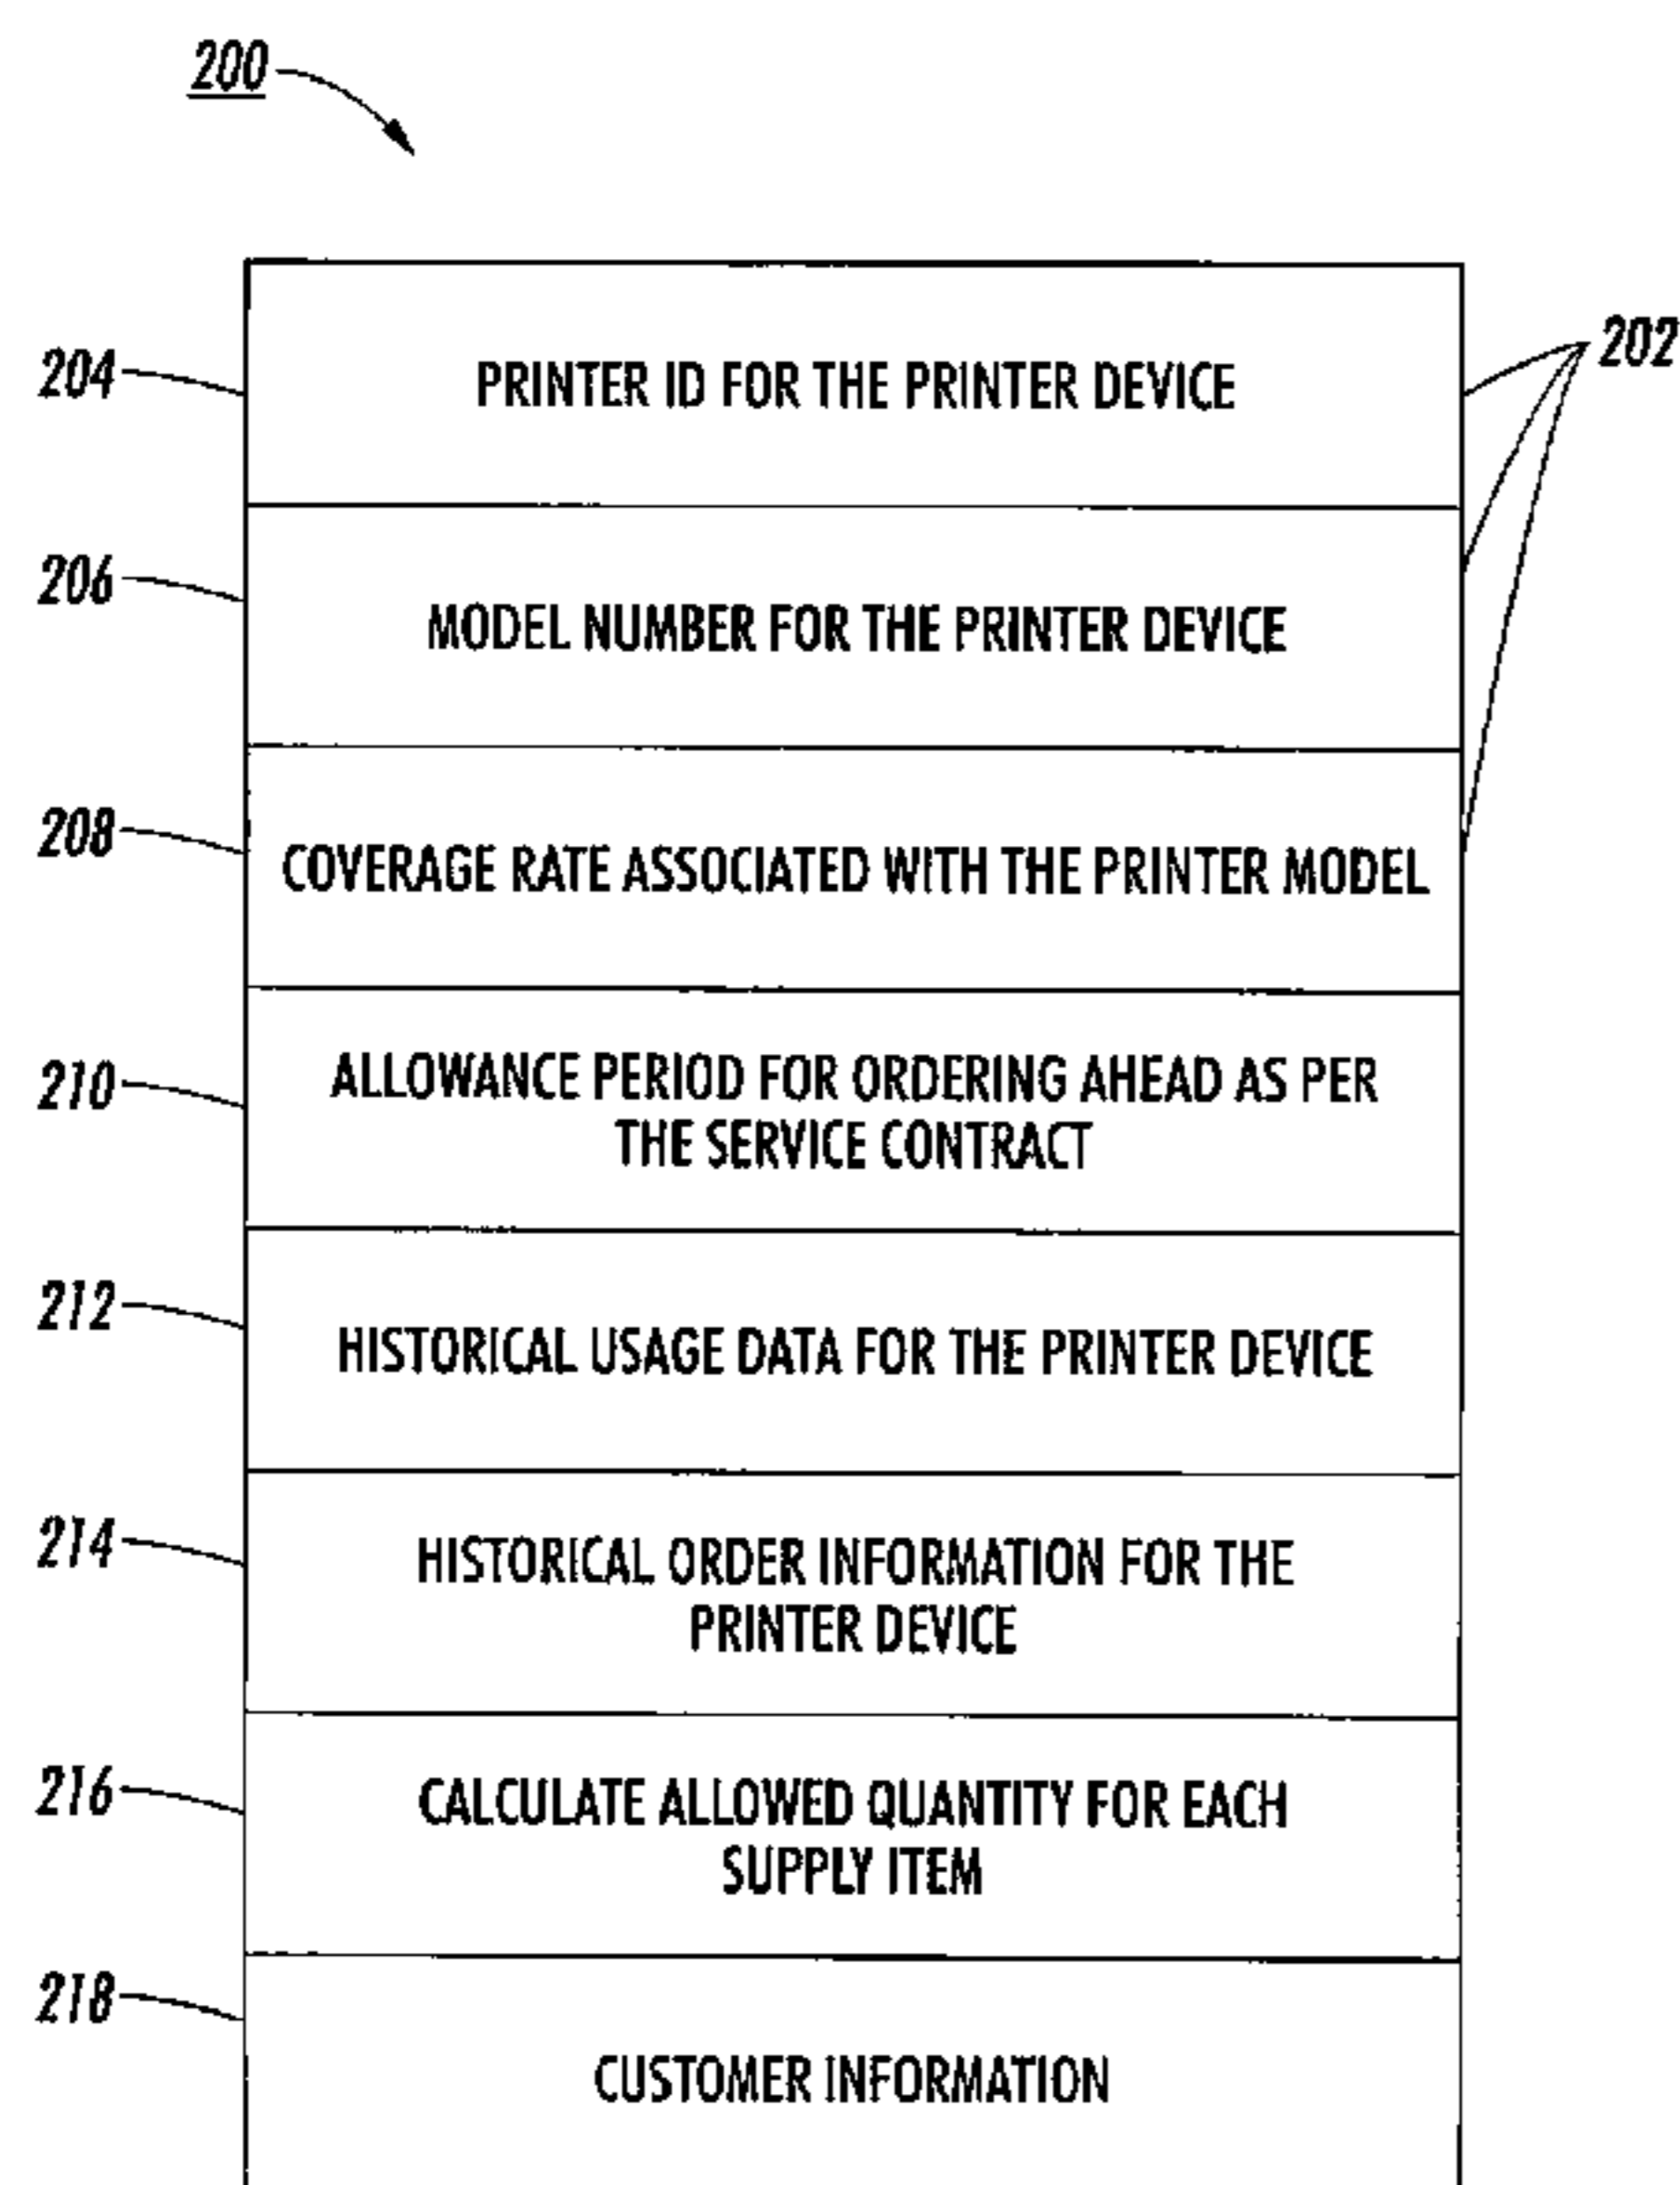 200
202
204
PRINTER ID FOR THE PRINTER DEVICE
206
MODEL NUMBER FOR THE PRINTER DEVICE
208
COVERAGE RATE ASSOCIATED WITH THE PRINTER MODEL
210
ALLOWANCE PERIOD FOR ORDERING AHEAD AS PER
THE SERVICE CONTRACT
212
HISTORICAL USAGE DATA FOR THE PRINTER DEVICE
214
HISTORICAL ORDER INFORMATION FOR THE
PRINTER DEVICE
216
CALCULATE ALLOWED QUANTITY FOR EACH
SUPPLY ITEM
218
CUSTOMER INFORMATION